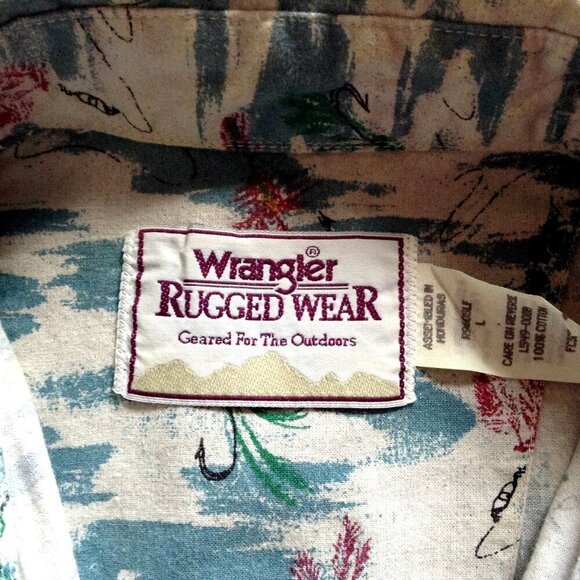 Wrangler®
RUGGED WEAR
Geared For The Outdoors
ASSEMBLED IN
HONDURAS
L
CARE ON REVERSE
100% COTTON